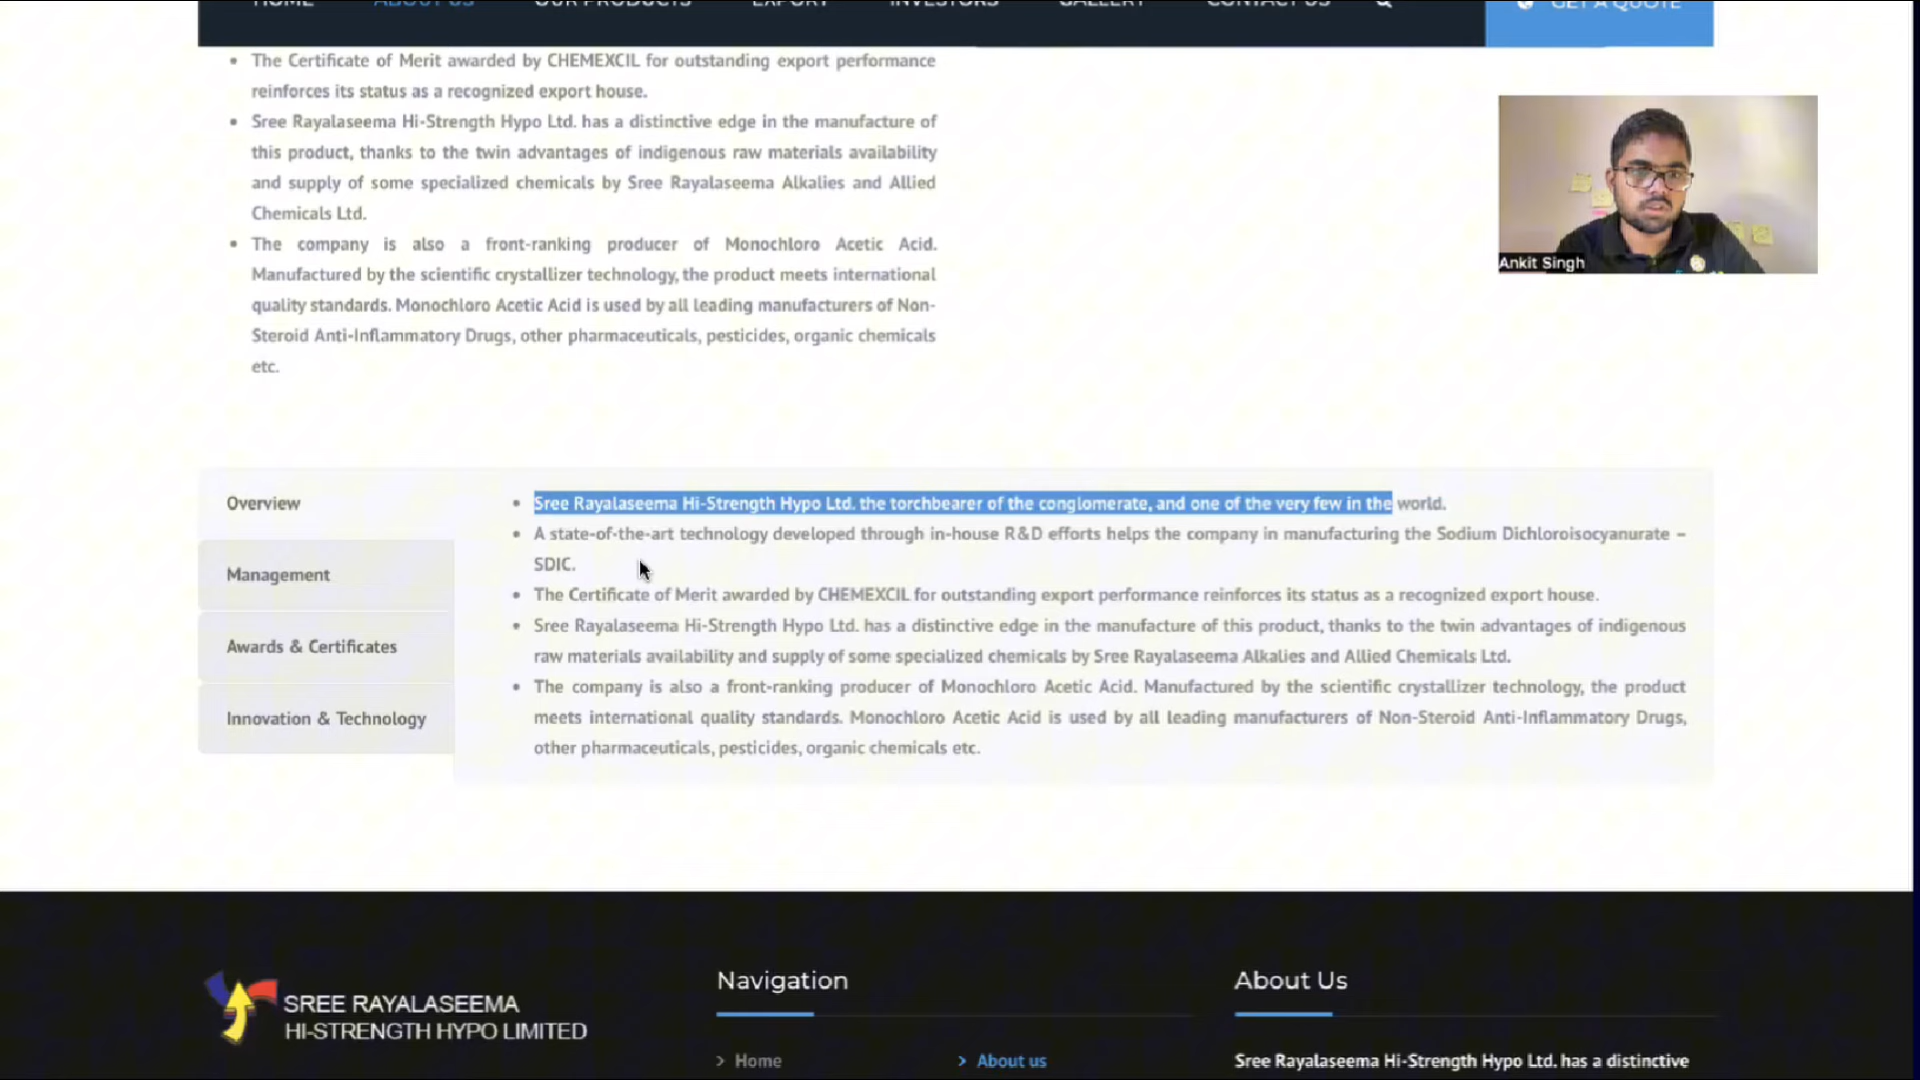 HOME ABOUT US OUR PRODUCTS EXPORT INVESTORS GALLERY CONTACT US GET A QUOTE
The Certificate of Merit awarded by CHEMEXCIL for outstanding export performance
reinforces its status as a recognized export house.
Sree Rayalaseema Hi-Strength Hypo Ltd. has a distinctive edge in the manufacture of
this product, thanks to the twin advantages of indigenous raw materials availability
and supply of some specialized chemicals by Sree Rayalaseema Alkalies and Allied
Chemicals Ltd.
The company is also a front-ranking producer of Monochloro Acetic Acid.
Manufactured by the scientific crystallizer technology, the product meets international
quality standards. Monochloro Acetic Acid is used by all leading manufacturers of Non-
Steroid Anti-Inflammatory Drugs, other pharmaceuticals, pesticides, organic chemicals
etc.
Ankit Singh
Overview
Management
Awards & Certificates
Innovation & Technology
Sree Rayalaseema Hi-Strength Hypo Ltd. the torchbearer of the conglomerate, and one of the very few in the world.
A state-of-the-art technology developed through in-house R&D efforts helps the company in manufacturing the Sodium Dichloroisocyanurate –
SDIC.
The Certificate of Merit awarded by CHEMEXCIL for outstanding export performance reinforces its status as a recognized export house.
Sree Rayalaseema Hi-Strength Hypo Ltd. has a distinctive edge in the manufacture of this product, thanks to the twin advantages of indigenous
raw materials availability and supply of some specialized chemicals by Sree Rayalaseema Alkalies and Allied Chemicals Ltd.
The company is also a front-ranking producer of Monochloro Acetic Acid. Manufactured by the scientific crystallizer technology, the product
meets international quality standards. Monochloro Acetic Acid is used by all leading manufacturers of Non-Steroid Anti-Inflammatory Drugs,
other pharmaceuticals, pesticides, organic chemicals etc.
SREE RAYALASEEMA
HI-STRENGTH HYPO LIMITED
Navigation
Home
About us
About Us
Sree Rayalaseema Hi-Strength Hypo Ltd. has a distinctive